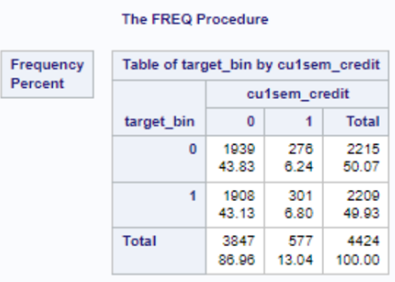 The FREQ Procedure
Frequency
Percent
Table of target_bin by cu1sem_credit
cu1sem_credit
target_bin 0 1 Total
0 1939 276 2215
43.83 6.24 50.07
1 1908 301 2209
43.13 6.80 49.93
Total 3847 577 4424
86.96 13.04 100.00